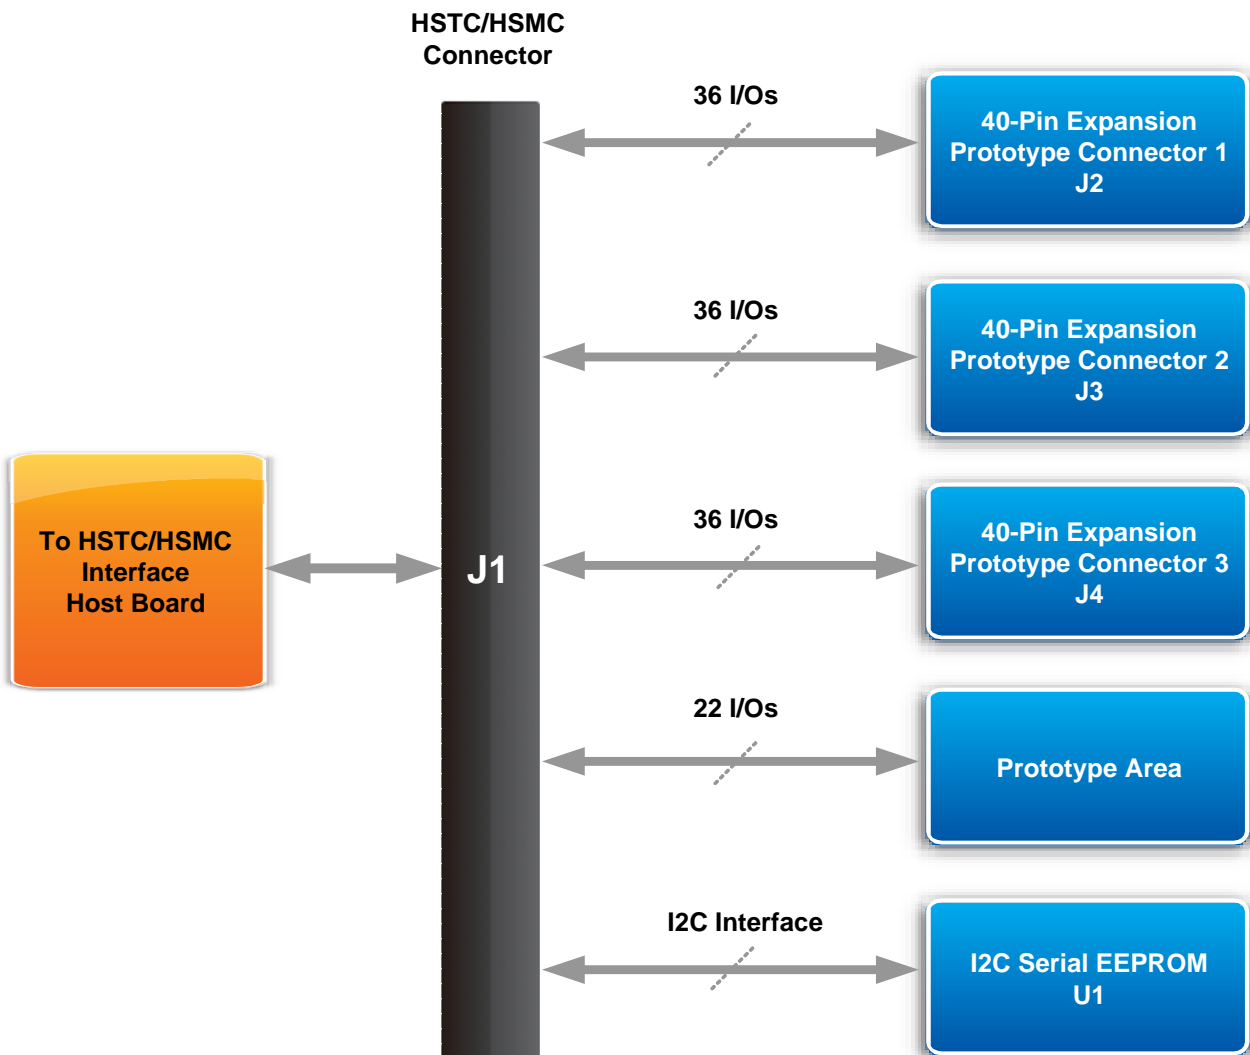 HSTC/HSMC
Connector
36 I/Os
40-Pin Expansion
Prototype Connector 1
J2
36 I/Os
40-Pin Expansion
Prototype Connector 2
J3
To HSTC/HSMC
Interface
Host Board
J1
36 I/Os
40-Pin Expansion
Prototype Connector 3
J4
22 I/Os
Prototype Area
I2C Interface
I2C Serial EEPROM
U1